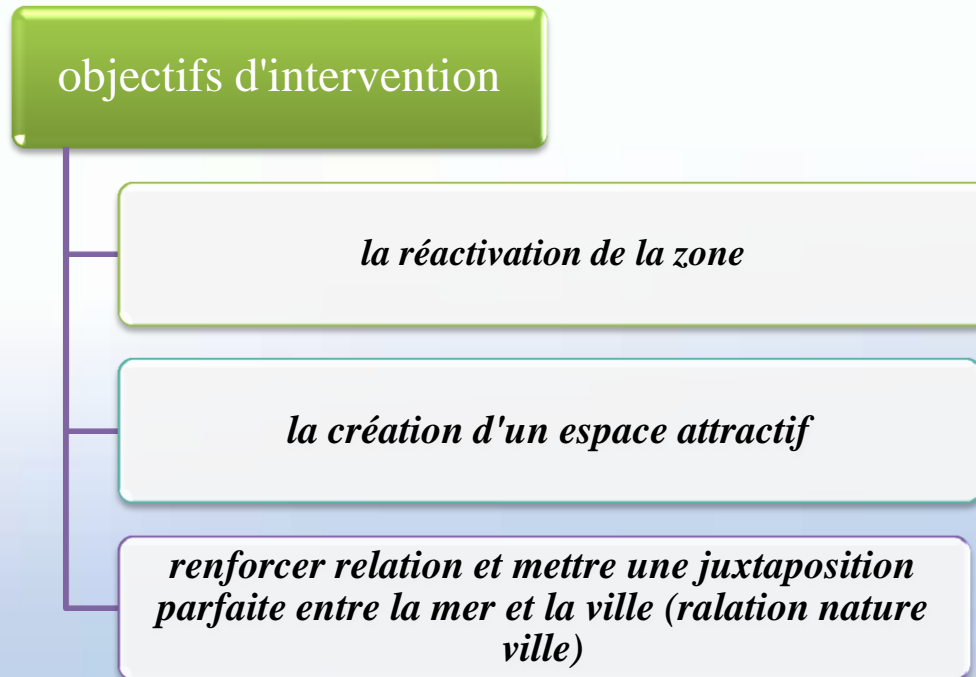 objectifs d'intervention
la réactivation de la zone
la création d'un espace attractif
renforcer relation et mettre une juxtaposition
parfaite entre la mer et la ville (ralation nature
ville)